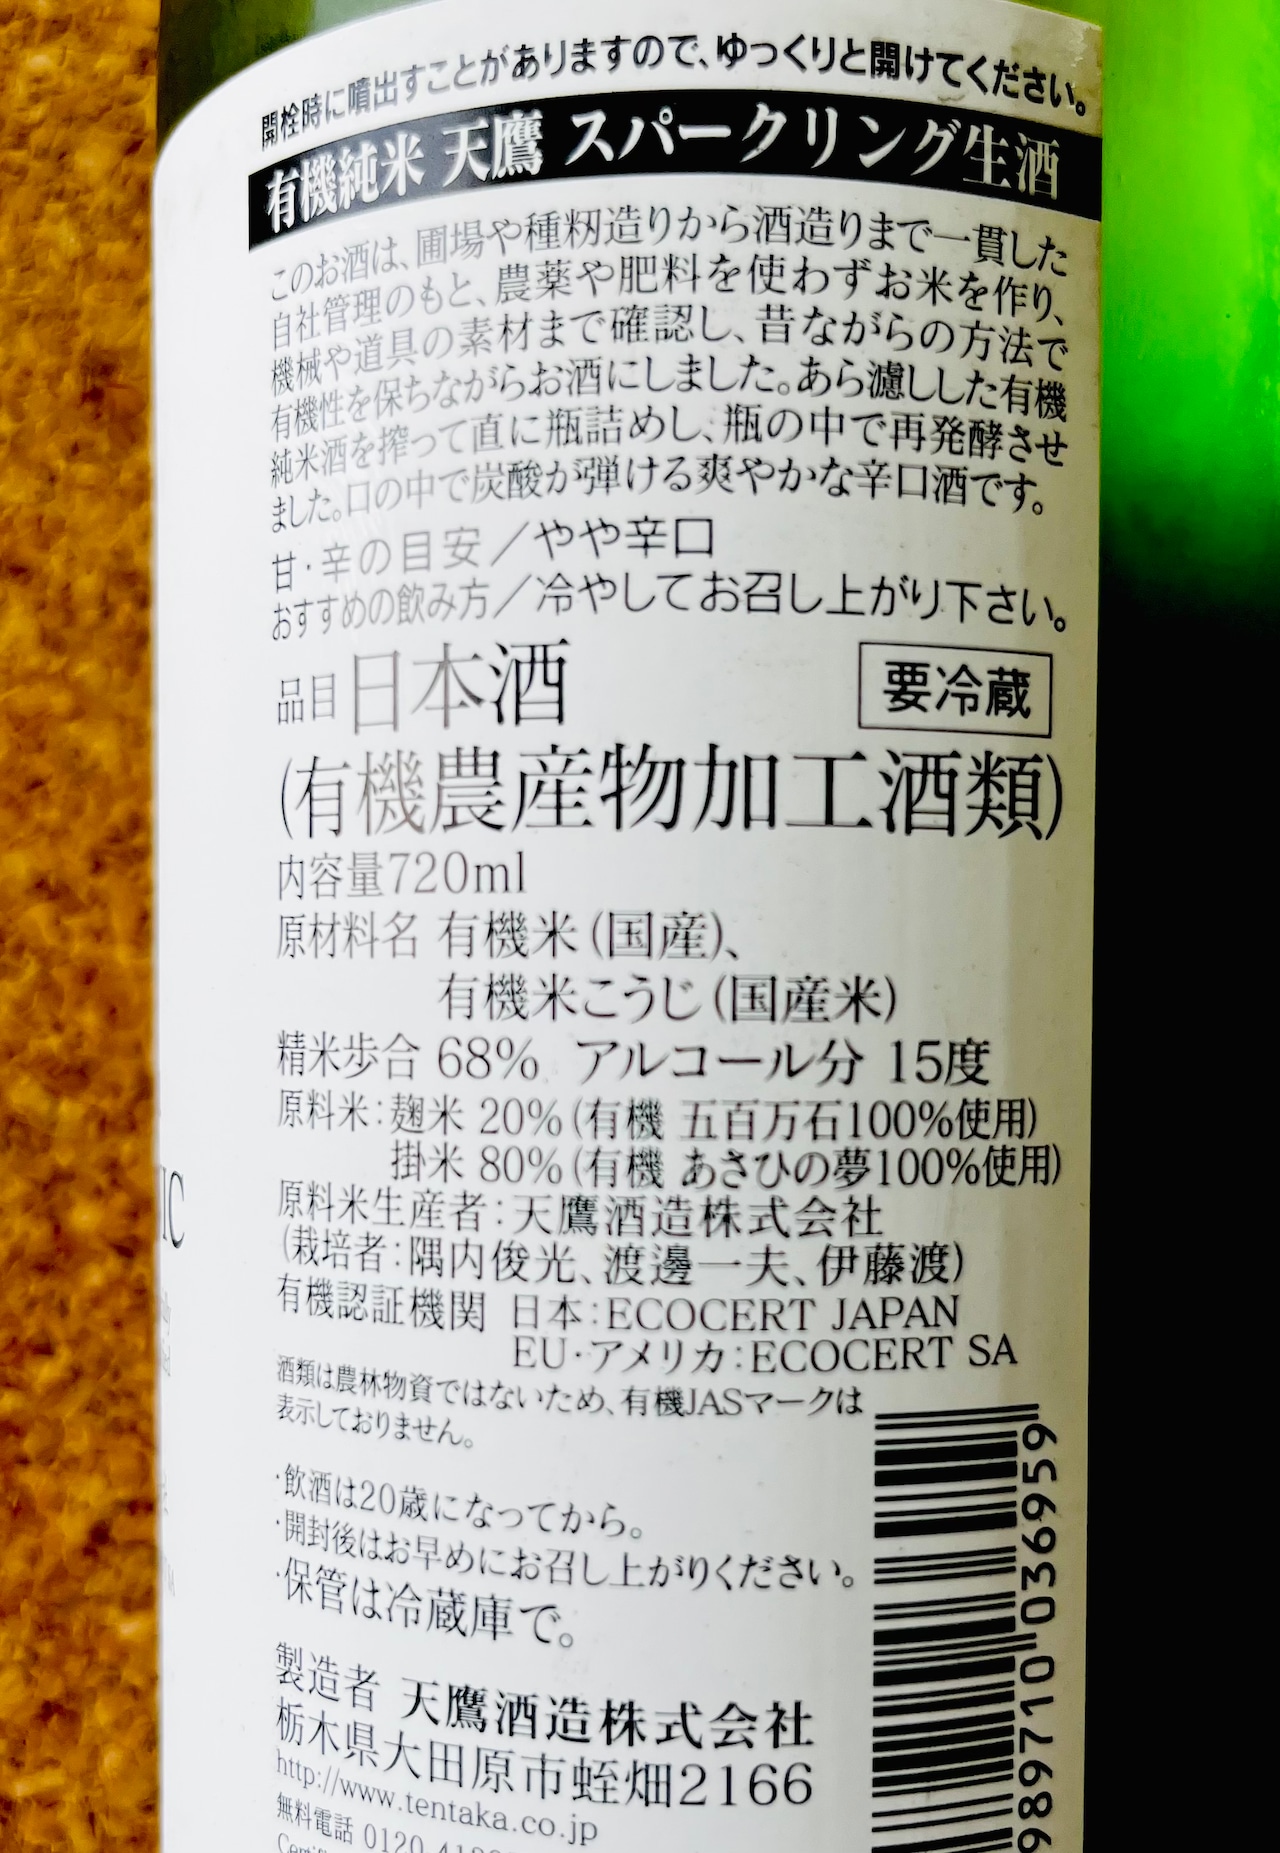 開栓時に噴出すことがありますので、ゆっくりと開けてください。
有機純米 天鷹 スパークリング生酒
このお酒は、圃場や種籾造りから酒造りまで一貫した
自社管理のもと、農薬や肥料を使わずお米を作り、
機械や道具の素材まで確認し、昔ながらの方法で
有機性を保ちながらお酒にしました。あら濾しした有機
純米酒を搾って直に瓶詰めし、瓶の中で再発酵させ
ました。口の中で炭酸が弾ける爽やかな辛口酒です。
甘・辛の目安／やや辛口
おすすめの飲み方／冷やしてお召し上がり下さい。
品目 日本酒
要冷蔵
(有機農産物加工酒類)
内容量720ml
原材料名 有機米(国産)、
有機米こうじ(国産米)
精米歩合 68% アルコール分 15度
原料米：麹米 20%(有機 五百万石100%使用)
掛米 80%(有機 あさひの夢100%使用)
原料米生産者：天鷹酒造株式会社
(栽培者：隅内俊光、渡邊一夫、伊藤渡)
有機認証機関 日本：ECOCERT JAPAN
EU・アメリカ：ECOCERT SA
酒類は農林物資ではないため、有機JASマークは
表示しておりません。
・飲酒は20歳になってから。
・開封後はお早めにお召し上がりください。
・保管は冷蔵庫で。
製造者 天鷹酒造株式会社
栃木県大田原市蛭畑2166
http://www.tentaka.co.jp
無料電話 0120
989710 036959
IC